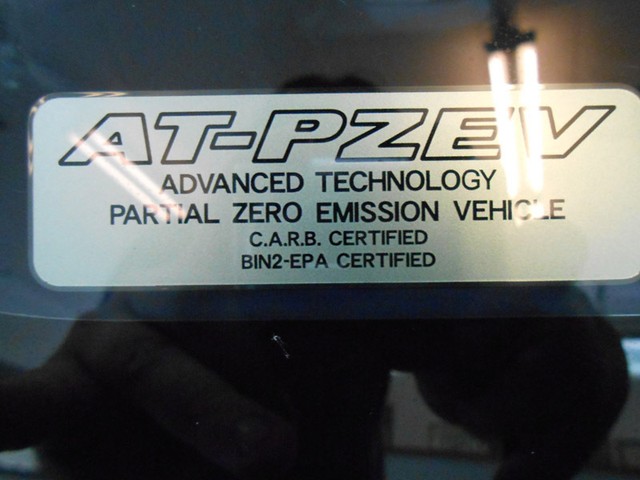 AT-PZEV
ADVANCED TECHNOLOGY
PARTIAL ZERO EMISSION VEHICLE
C.A.R.B. CERTIFIED
BIN2-EPA CERTIFIED